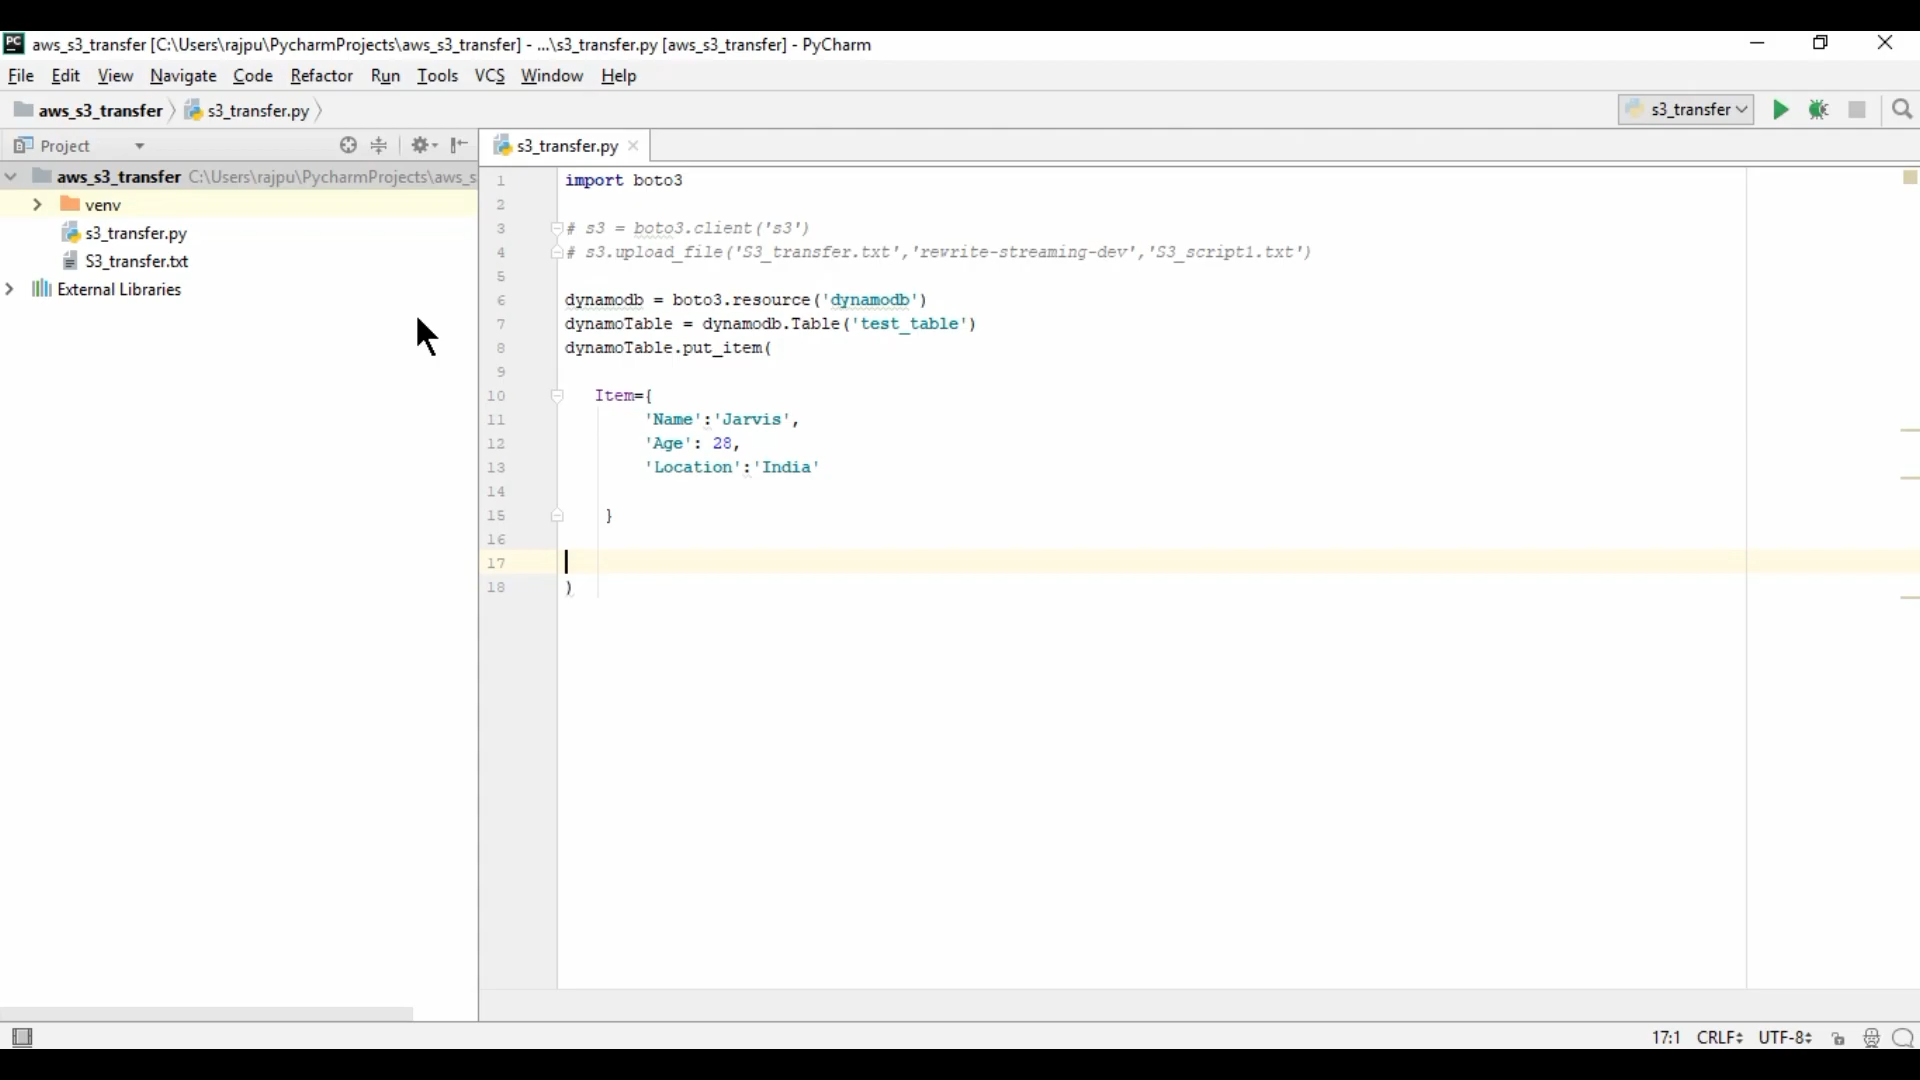 PC aws_s3_transfer [C:\Users\rajpu\PycharmProjects\aws_s3_transfer] - ...\s3_transfer.py [aws_s3_transfer] - PyCharm
File Edit View Navigate Code Refactor Run Tools VCS Window Help
aws_s3_transfer s3_transfer.py s3_transfer
Project s3_transfer.py
aws_s3_transfer C:\Users\rajpu\PycharmProjects\aws_s
venv
s3_transfer.py
S3_transfer.txt
External Libraries
1 import boto3
2
3 # s3 = boto3.client('s3')
4 # s3.upload_file('S3_transfer.txt','rewrite-streaming-dev','S3_script1.txt')
5
6 dynamodb = boto3.resource('dynamodb')
7 dynamoTable = dynamodb.Table('test_table')
8 dynamoTable.put_item(
9
10 Item={
11 'Name':'Jarvis',
12 'Age': 28,
13 'Location':'India'
14
15 }
16
17
18 )
17:1 CRLF UTF-8